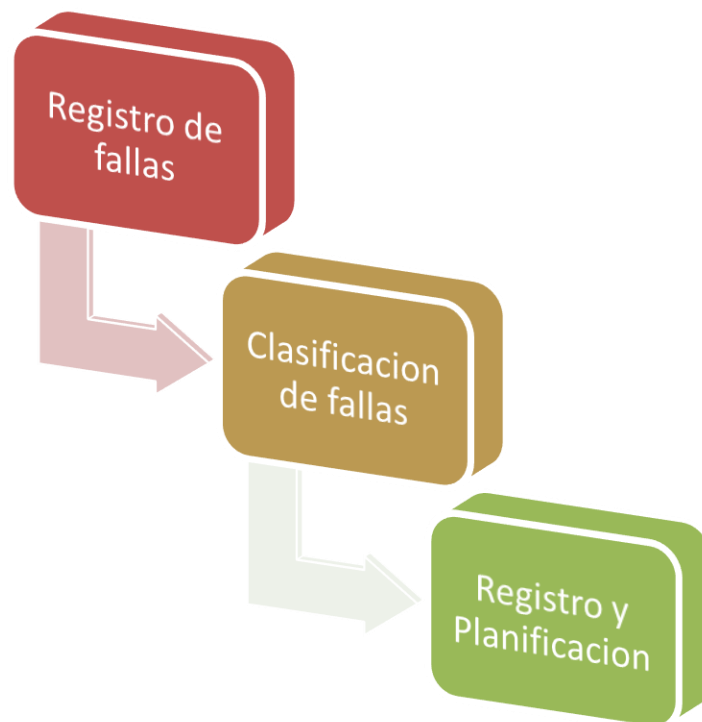 Registro de
fallas
Clasificacion
de fallas
Registro y
Planificacion